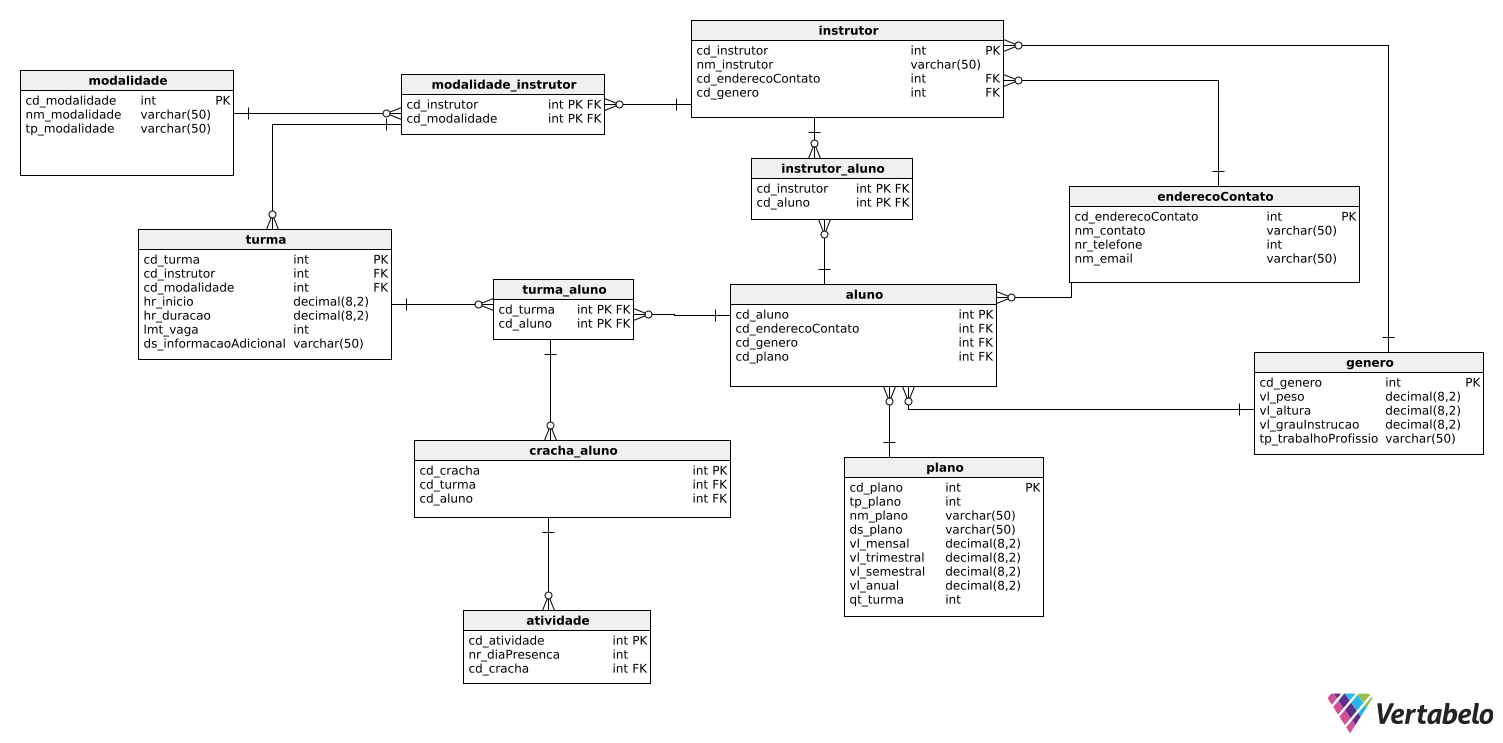 instrutor
cd_instrutor int PK
nm_instrutor varchar(50)
cd_enderecoContato int FK
cd_genero int FK
modalidade
cd_modalidade int PK
nm_modalidade varchar(50)
tp_modalidade varchar(50)
modalidade_instrutor
cd_instrutor int PK FK
cd_modalidade int PK FK
instrutor_aluno
cd_instrutor int PK FK
cd_aluno int PK FK
enderecoContato
cd_enderecoContato int PK
nm_contato varchar(50)
nr_telefone int
nm_email varchar(50)
turma
cd_turma int PK
cd_instrutor int FK
cd_modalidade int FK
hr_inicio decimal(8,2)
hr_duracao decimal(8,2)
lmt_vaga int
ds_informacaoAdicional varchar(50)
turma_aluno
cd_turma int PK FK
cd_aluno int PK FK
aluno
cd_aluno int PK
cd_enderecoContato int FK
cd_genero int FK
cd_plano int FK
genero
cd_genero int PK
vl_peso decimal(8,2)
vl_altura decimal(8,2)
vl_grauInstrucao decimal(8,2)
tp_trabalhoProfissio varchar(50)
cracha_aluno
cd_cracha int PK
cd_turma int FK
cd_aluno int FK
plano
cd_plano int PK
tp_plano int
nm_plano varchar(50)
ds_plano varchar(50)
vl_mensal decimal(8,2)
vl_trimestral decimal(8,2)
vl_semestral decimal(8,2)
vl_anual decimal(8,2)
qt_turma int
atividade
cd_atividade int PK
nr_diaPresenca int
cd_cracha int FK
Vertabelo